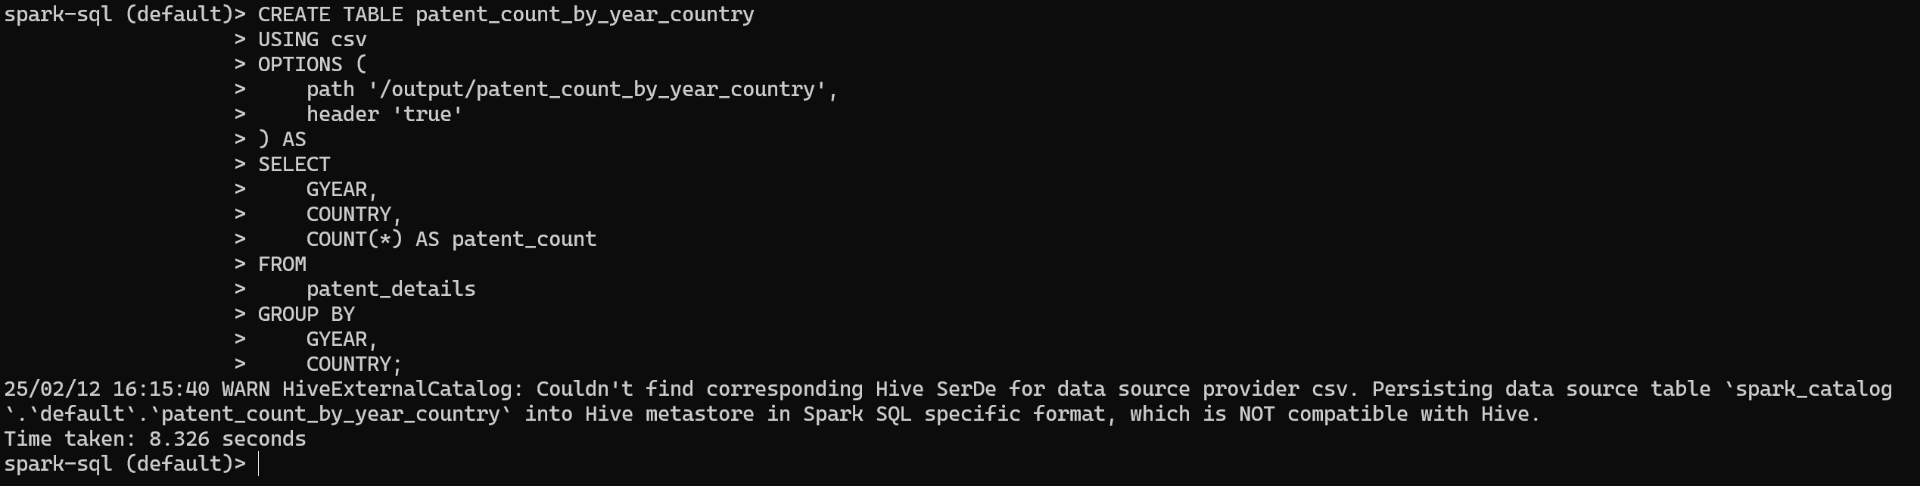 spark-sql (default)> CREATE TABLE patent_count_by_year_country
                   > USING csv
                   > OPTIONS (
                   >     path '/output/patent_count_by_year_country',
                   >     header 'true'
                   > ) AS
                   > SELECT
                   >     GYEAR,
                   >     COUNTRY,
                   >     COUNT(*) AS patent_count
                   > FROM
                   >     patent_details
                   > GROUP BY
                   >     GYEAR,
                   >     COUNTRY;
25/02/12 16:15:40 WARN HiveExternalCatalog: Couldn't find corresponding Hive SerDe for data source provider csv. Persisting data source table `spark_catalog
`.`default`.`patent_count_by_year_country` into Hive metastore in Spark SQL specific format, which is NOT compatible with Hive.
Time taken: 8.326 seconds
spark-sql (default)>